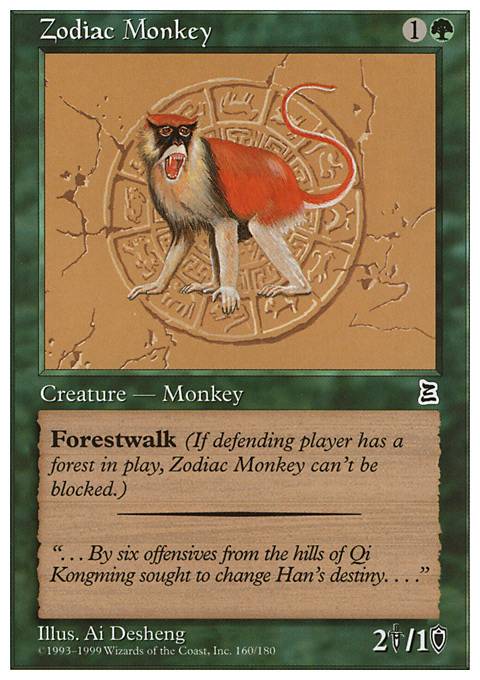 Zodiac Monkey 1
Creature — Monkey
Forestwalk (If defending player has a
forest in play, Zodiac Monkey can't be
blocked.)
“. . . By six offensives from the hills of Qi
Kongming sought to change Han's destiny. . . .”
Illus. Ai Desheng
©1993–1999 Wizards of the Coast, Inc. 160/180
2/1